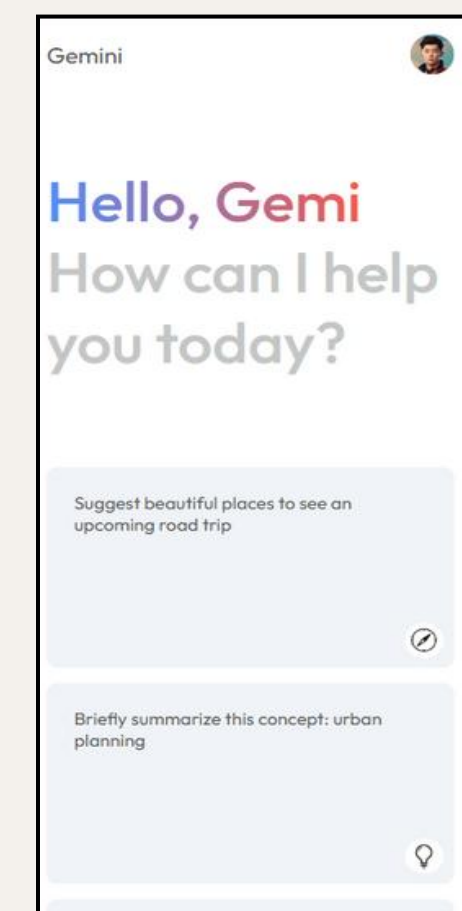 Gemini
Hello, Gemi
How can I help
you today?
Suggest beautiful places to see an
upcoming road trip
Briefly summarize this concept: urban
planning